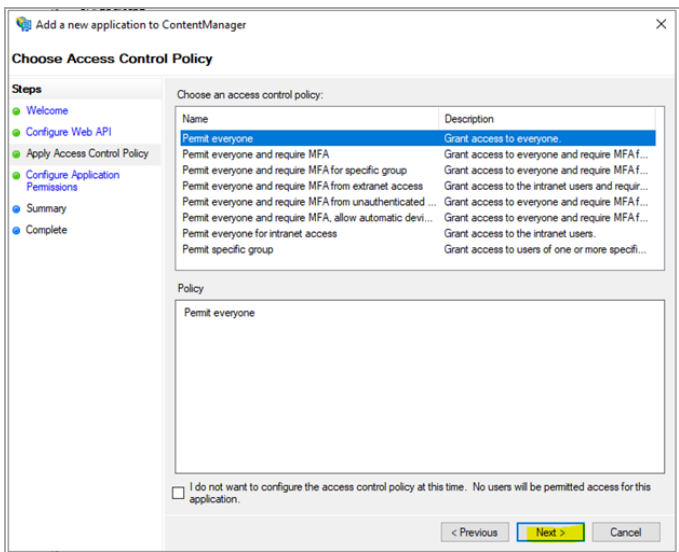 Add a new application to ContentManager
Choose Access Control Policy
Steps
Welcome
Configure Web API
Apply Access Control Policy
Configure Application
Permissions
Summary
Complete
Choose an access control policy:
Name Description
Permit everyone Grant access to everyone.
Permit everyone and require MFA Grant access to everyone and require MFA f...
Permit everyone and require MFA for specific group Grant access to everyone and require MFA f...
Permit everyone and require MFA from extranet access Grant access to the intranet users and requir...
Permit everyone and require MFA from unauthenticated ... Grant access to everyone and require MFA f...
Permit everyone and require MFA, allow automatic devi... Grant access to everyone and require MFA f...
Permit everyone for intranet access Grant access to the intranet users.
Permit specific group Grant access to users of one or more specifi...
Policy
Permit everyone
I do not want to configure the access control policy at this time. No users will be permitted access for this
application.
< Previous Next > Cancel